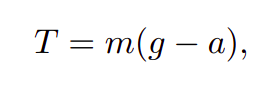 T = m(g − a),